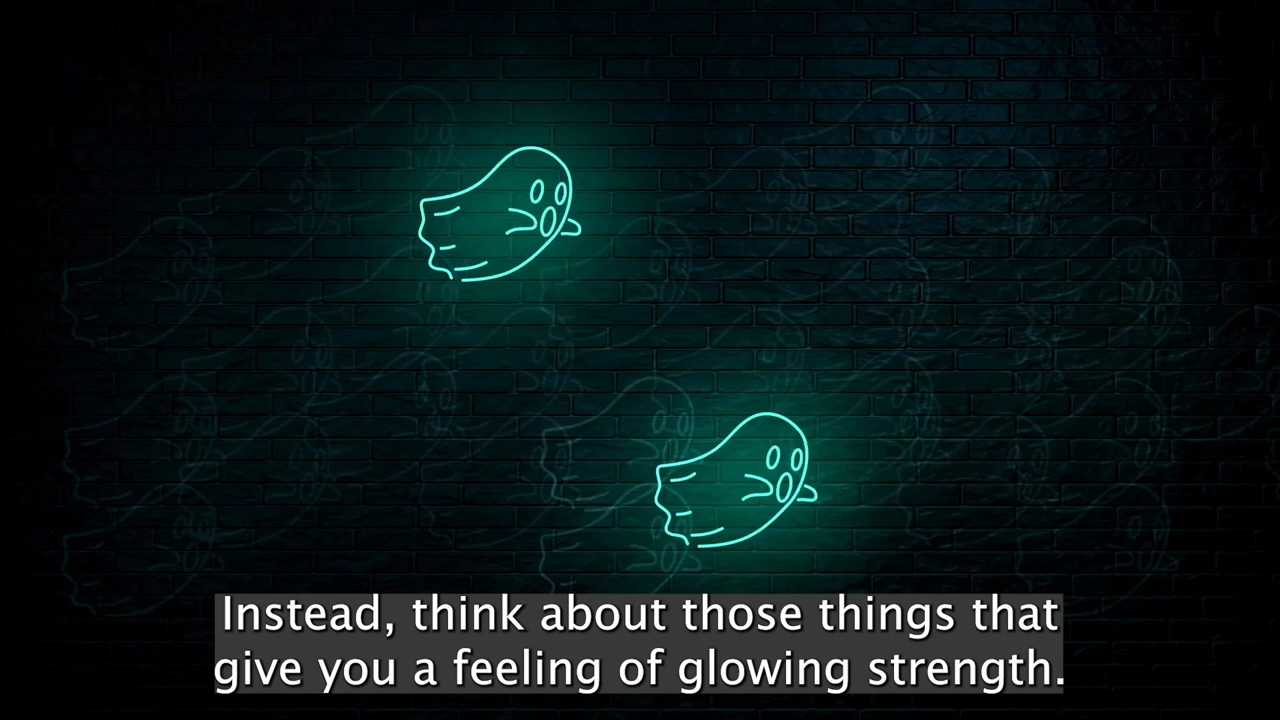 Instead, think about those things that
give you a feeling of glowing strength.